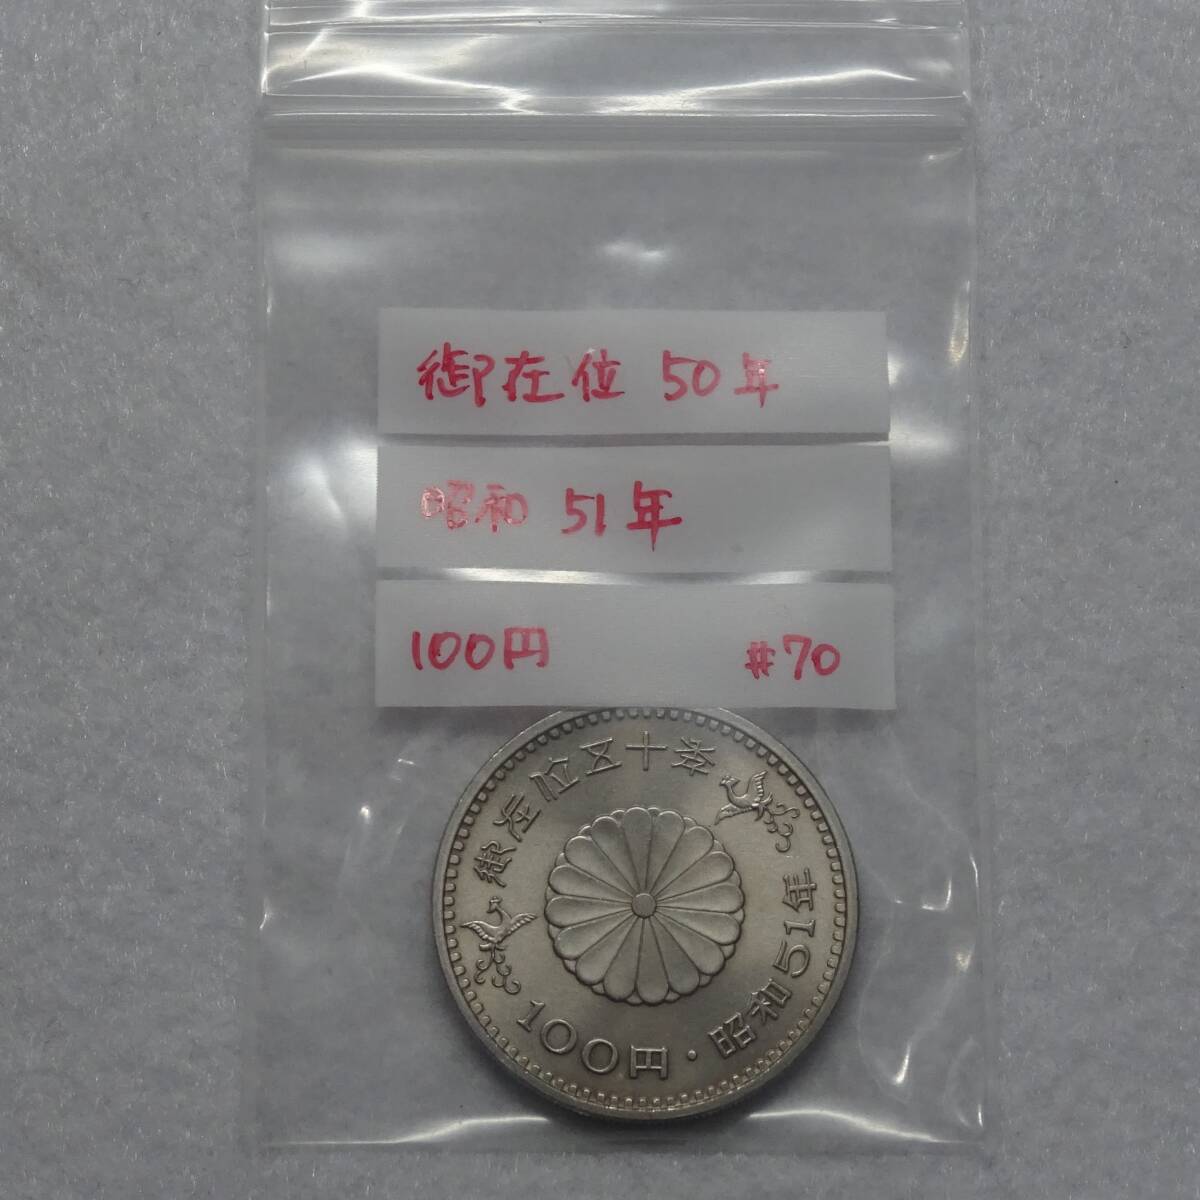 御在位 50年
昭和 51年
100円 #70
御在位五十年
100円・昭和51年